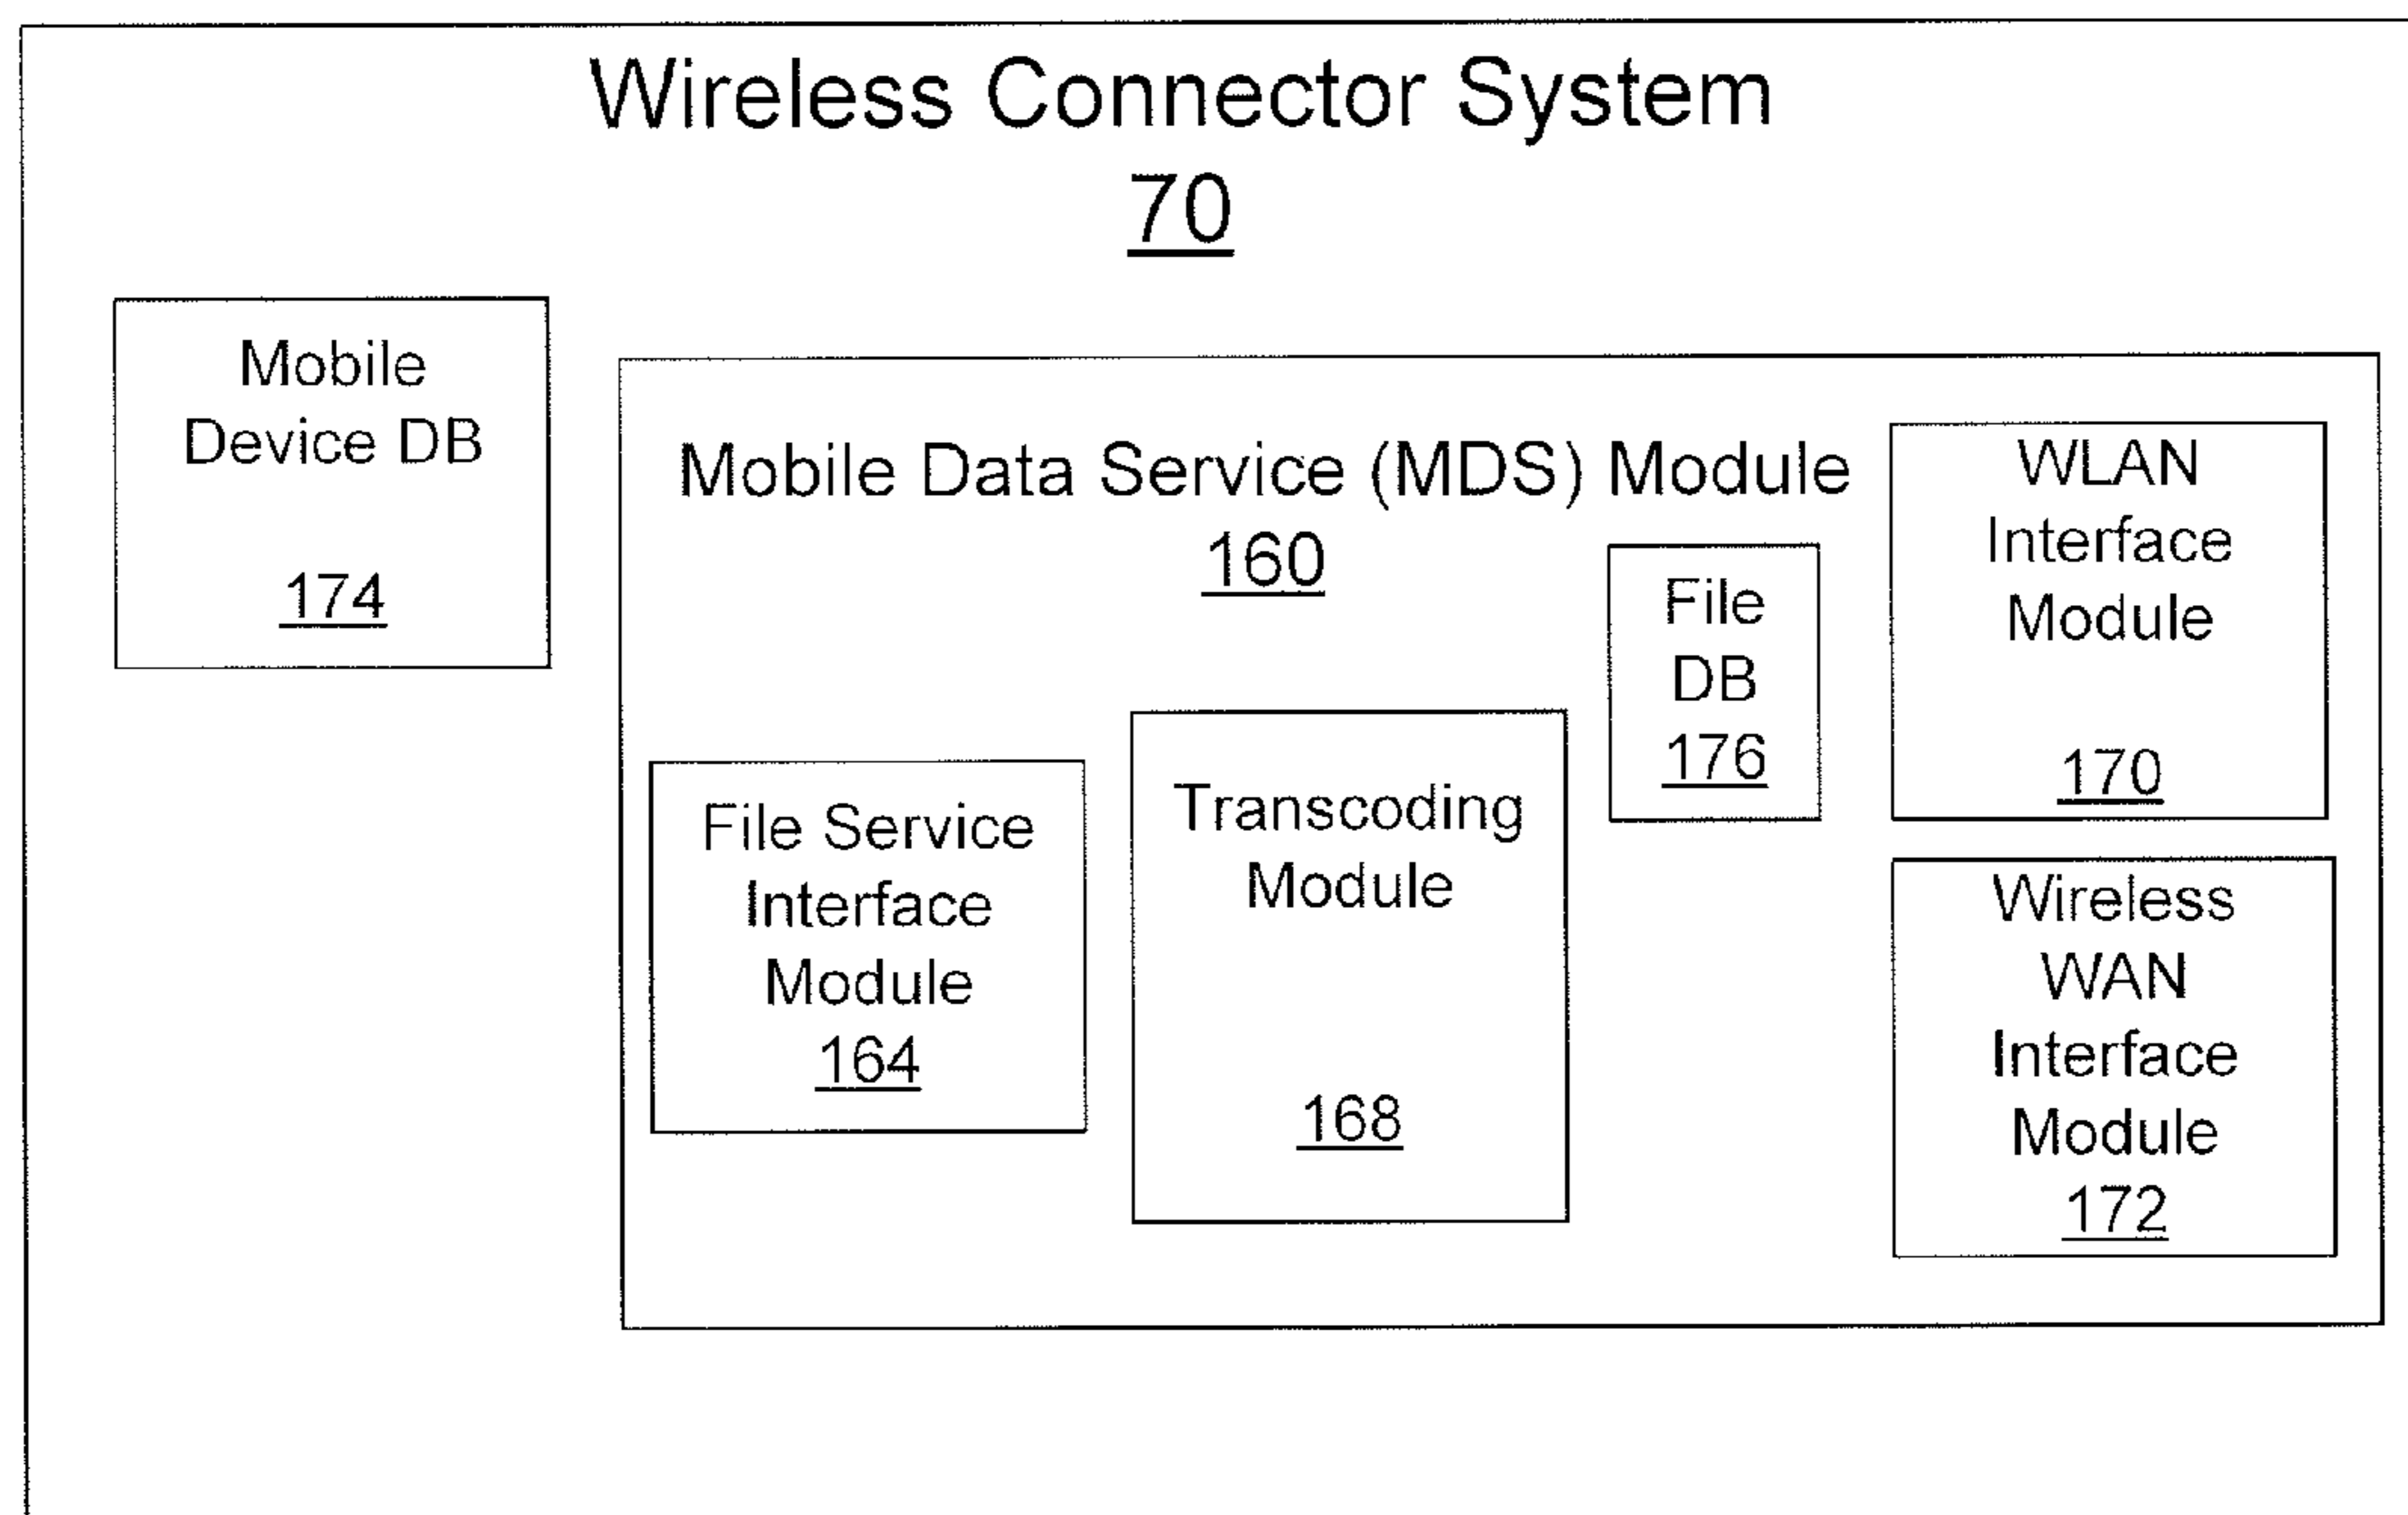 Wireless Connector System
70
Mobile
Device DB
174
Mobile Data Service (MDS) Module
160
File Service
Interface
Module
164
Transcoding
Module
168
File
DB
176
WLAN
Interface
Module
170
Wireless
WAN
Interface
Module
172